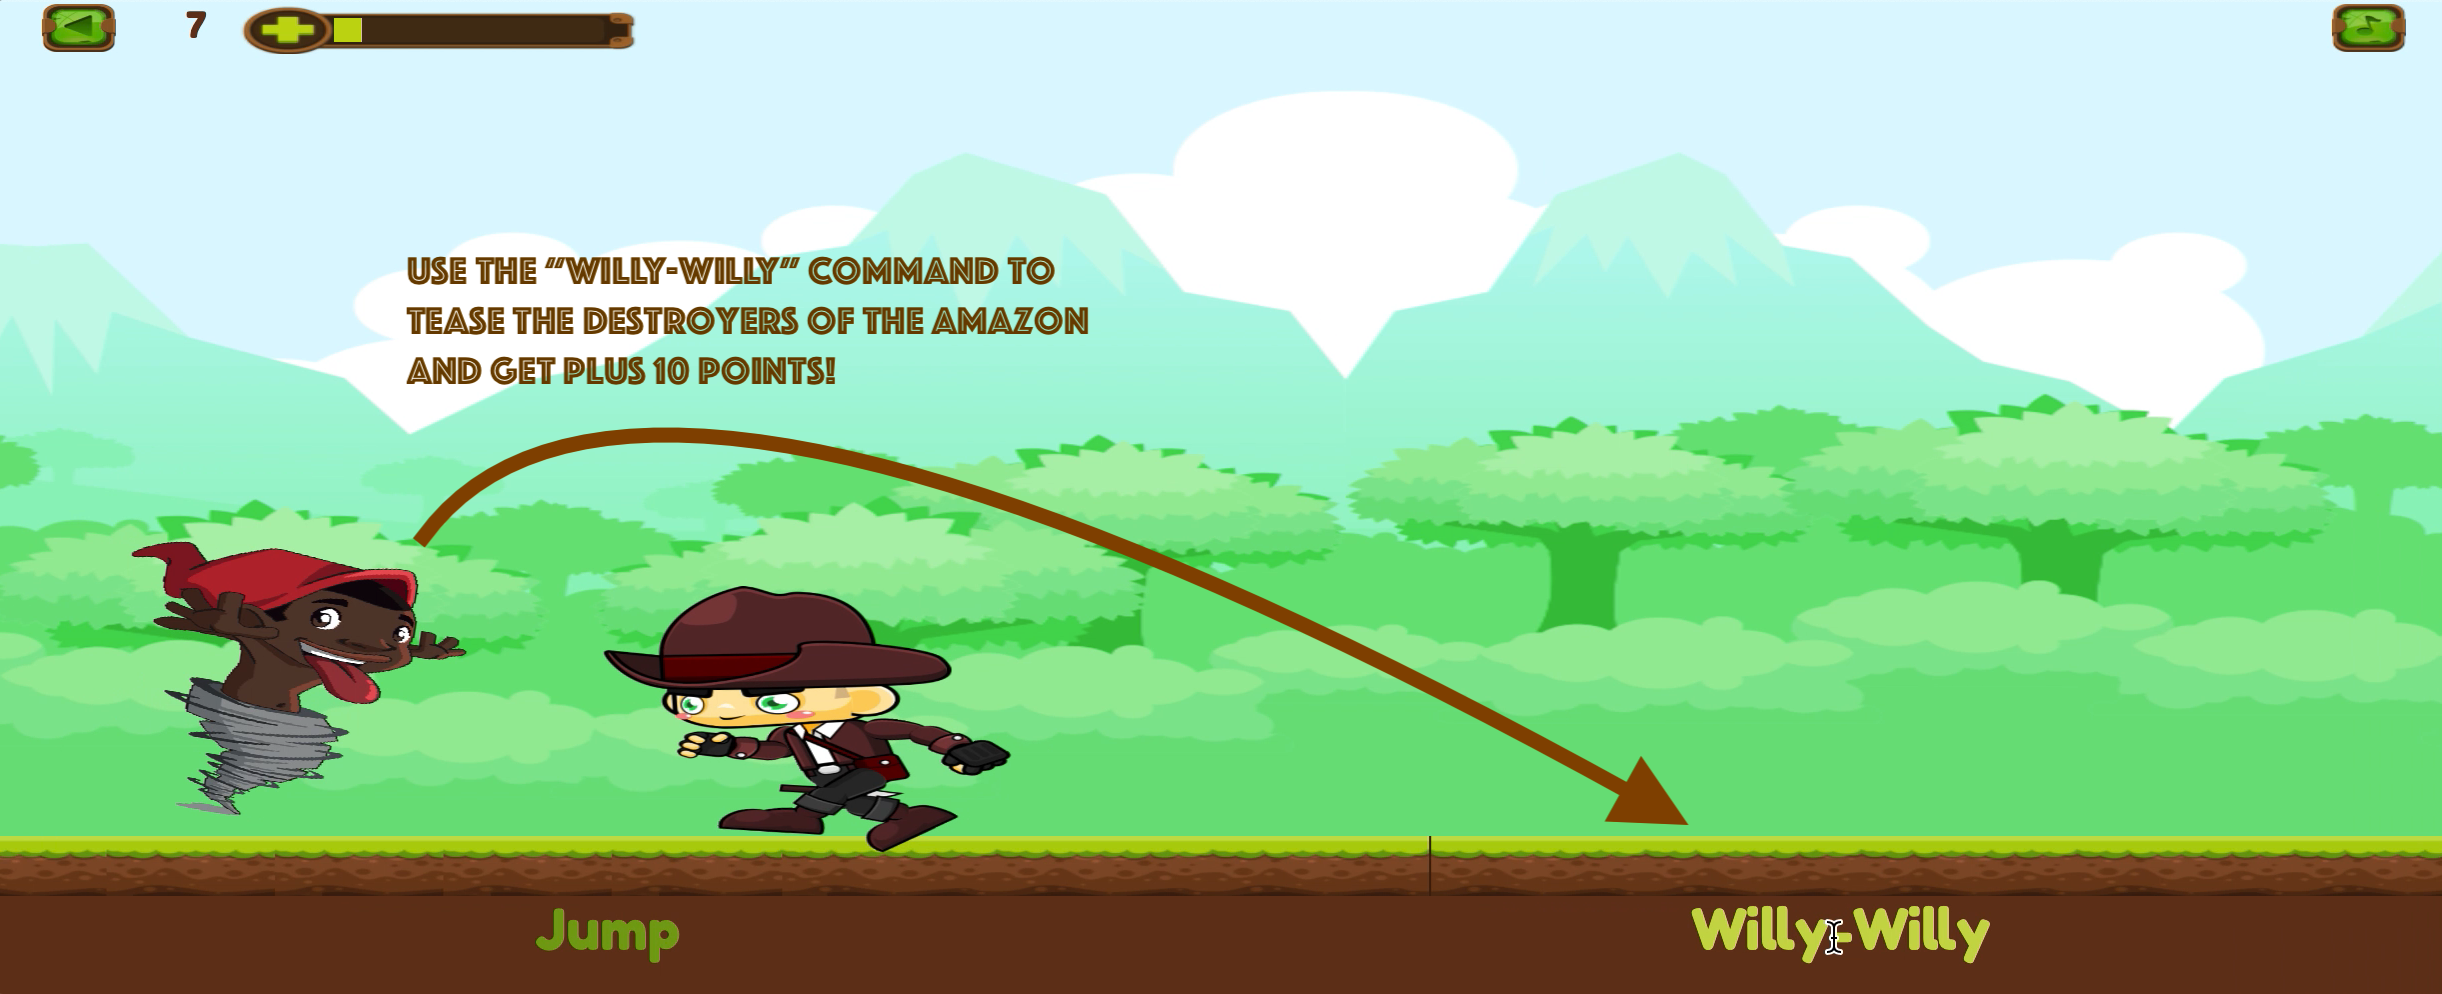 7
USE THE “WILLY-WILLY” COMMAND TO
TEASE THE DESTROYERS OF THE AMAZON
AND GET PLUS 10 POINTS!
Jump
Willy-Willy